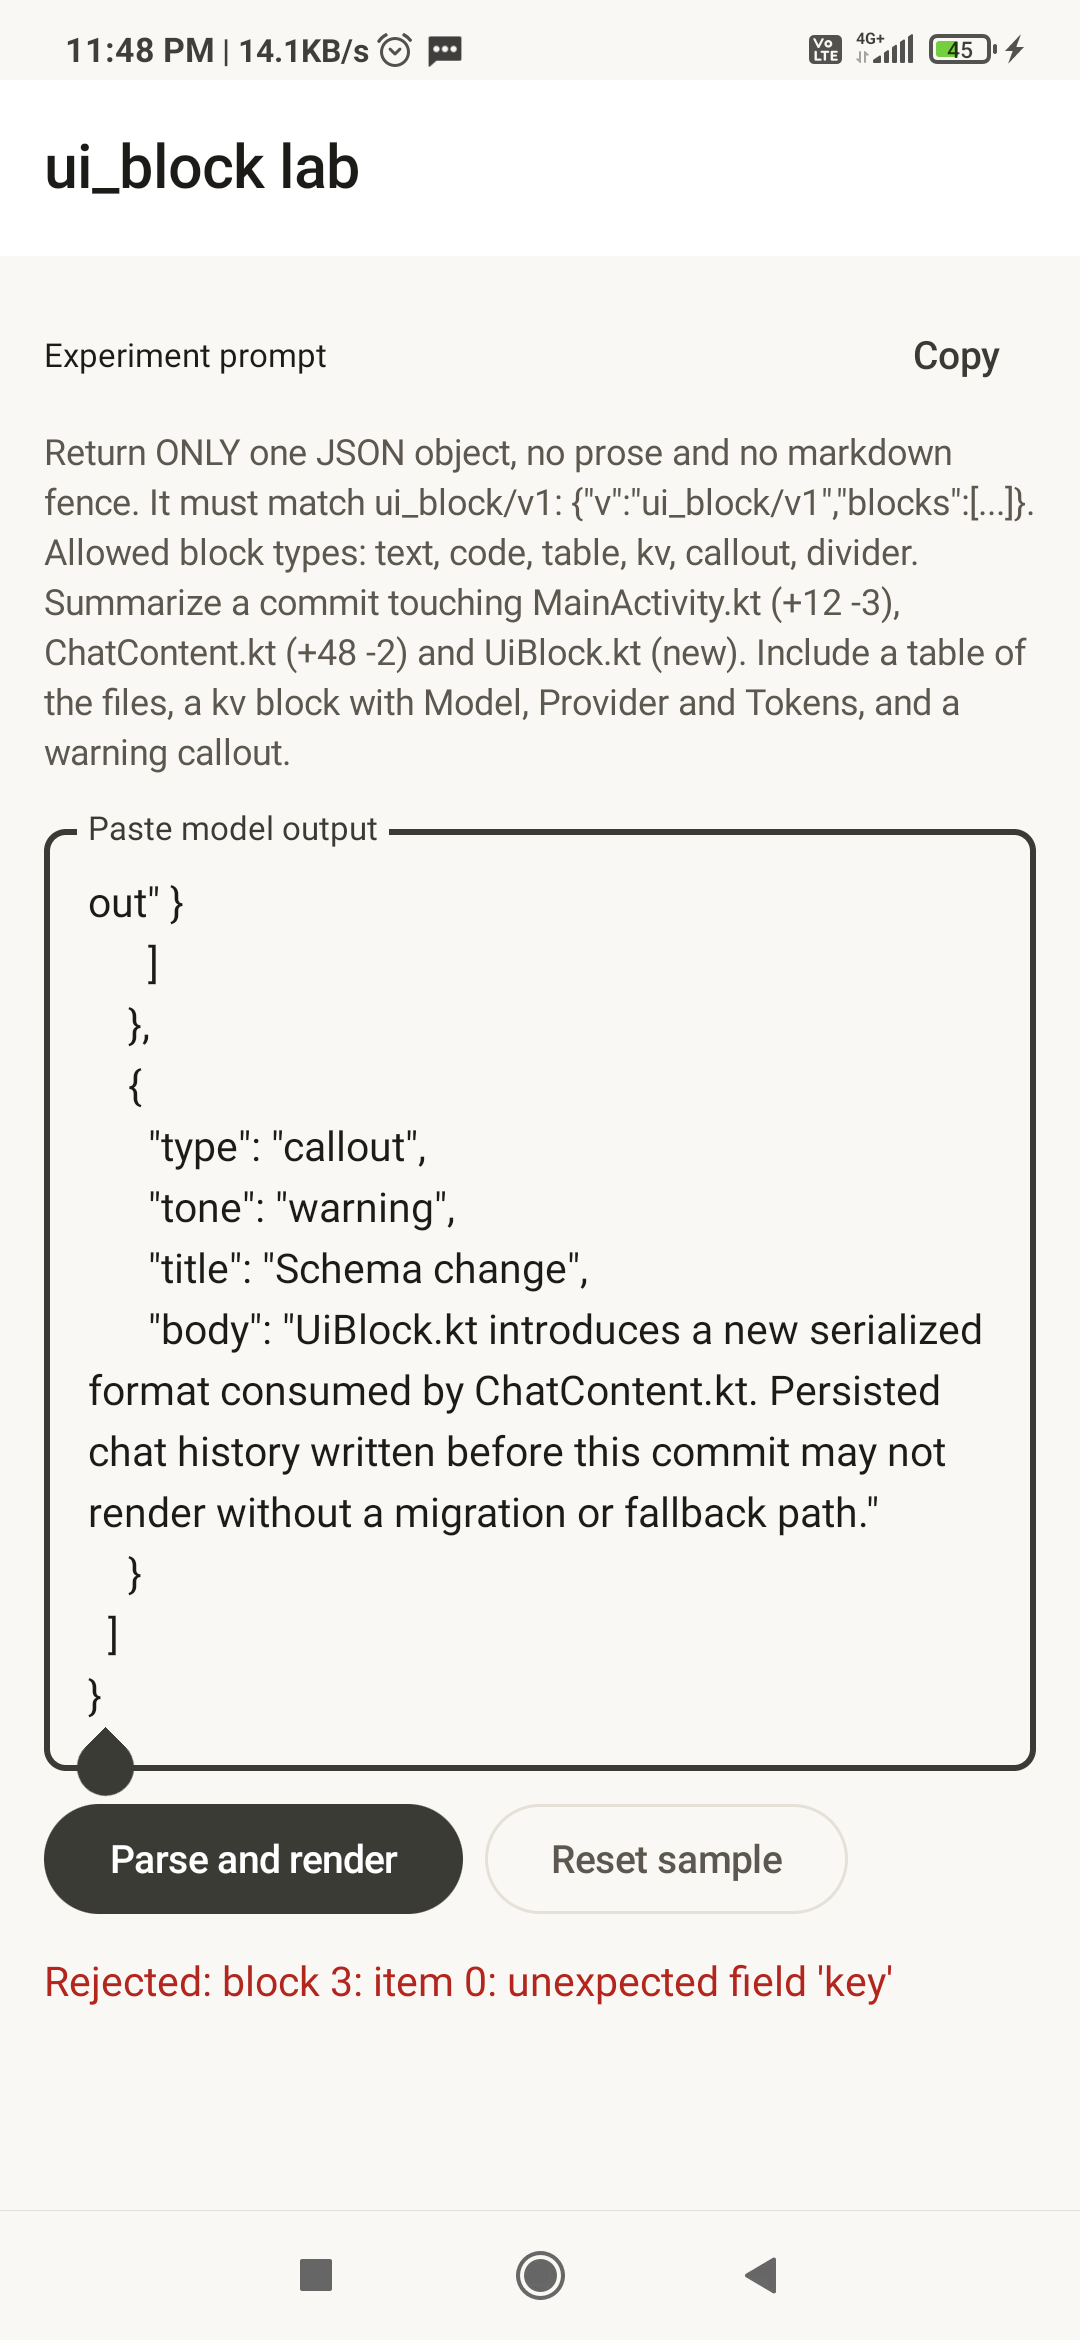 11:48 PM | 14.1KB/s
Vo LTE 4G+ 45
ui_block lab
Experiment prompt
Copy
Return ONLY one JSON object, no prose and no markdown
fence. It must match ui_block/v1: {"v":"ui_block/v1","blocks":[...]}.
Allowed block types: text, code, table, kv, callout, divider.
Summarize a commit touching MainActivity.kt (+12 -3),
ChatContent.kt (+48 -2) and UiBlock.kt (new). Include a table of
the files, a kv block with Model, Provider and Tokens, and a
warning callout.
Paste model output
out" }
]
},
{
"type": "callout",
"tone": "warning",
"title": "Schema change",
"body": "UiBlock.kt introduces a new serialized
format consumed by ChatContent.kt. Persisted
chat history written before this commit may not
render without a migration or fallback path."
}
]
}
Parse and render
Reset sample
Rejected: block 3: item 0: unexpected field 'key'